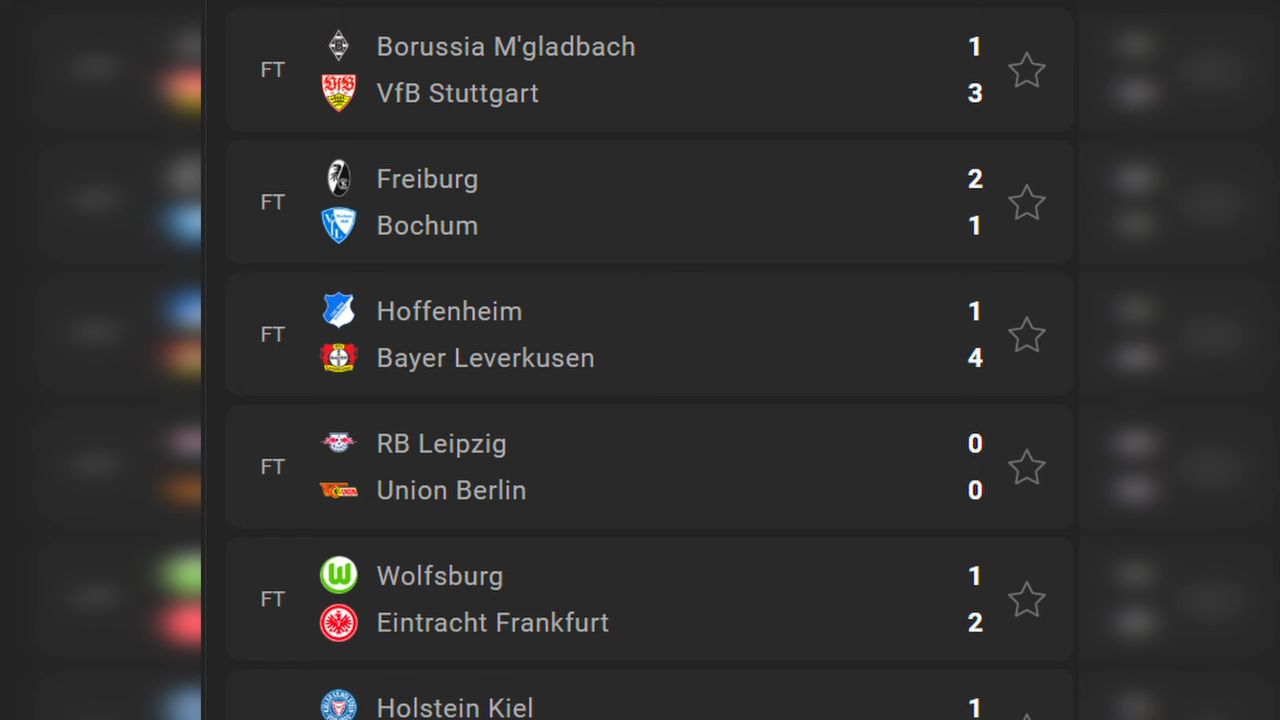 FT
Borussia M'gladbach 1
VfB Stuttgart 3
FT
Freiburg 2
Bochum 1
FT
Hoffenheim 1
Bayer Leverkusen 4
FT
RB Leipzig 0
Union Berlin 0
FT
Wolfsburg 1
Eintracht Frankfurt 2
Holstein Kiel 1